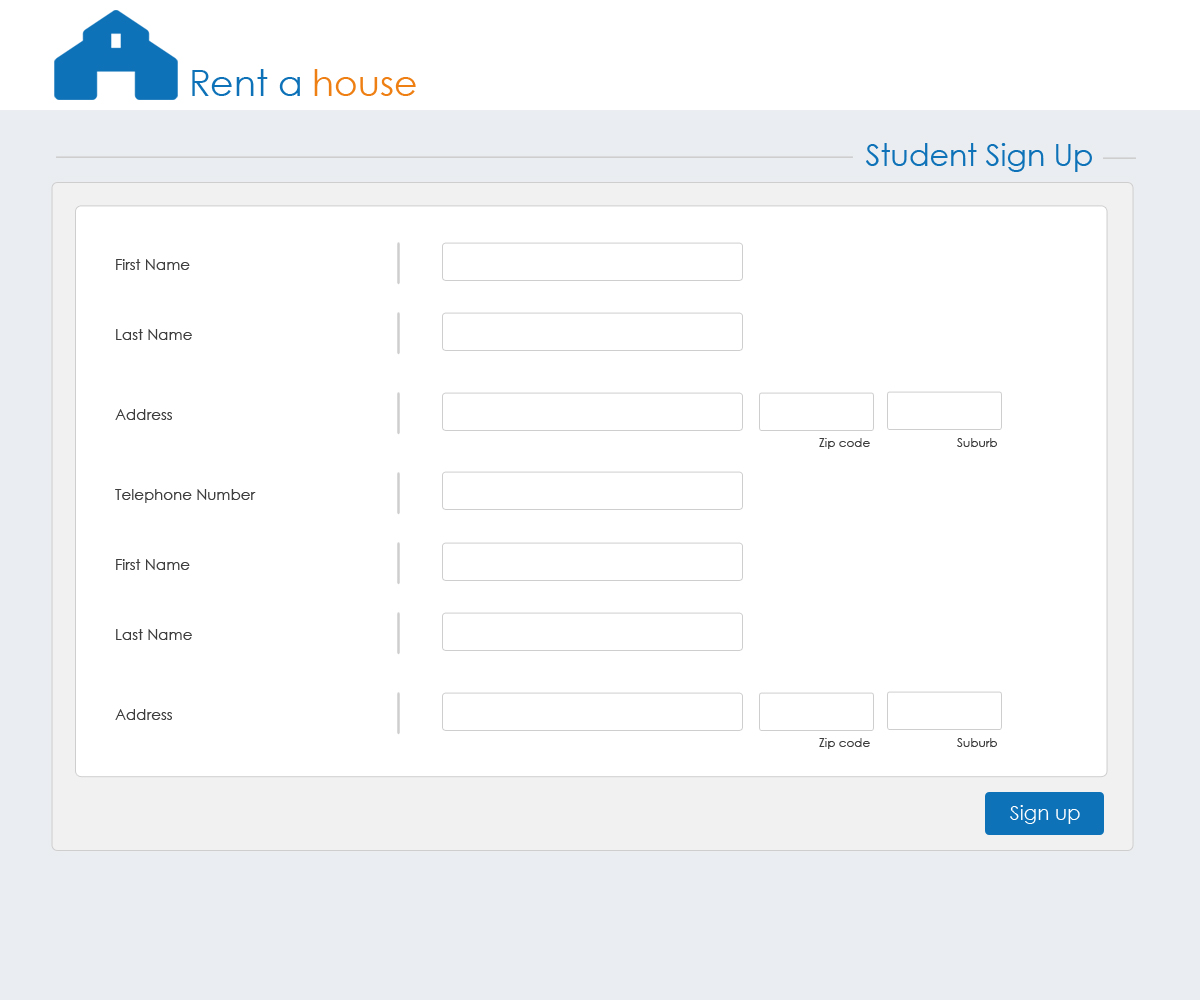 Rent a house
Student Sign Up
First Name
Last Name
Address
Zip code Suburb
Telephone Number
First Name
Last Name
Address
Zip code Suburb
Sign up